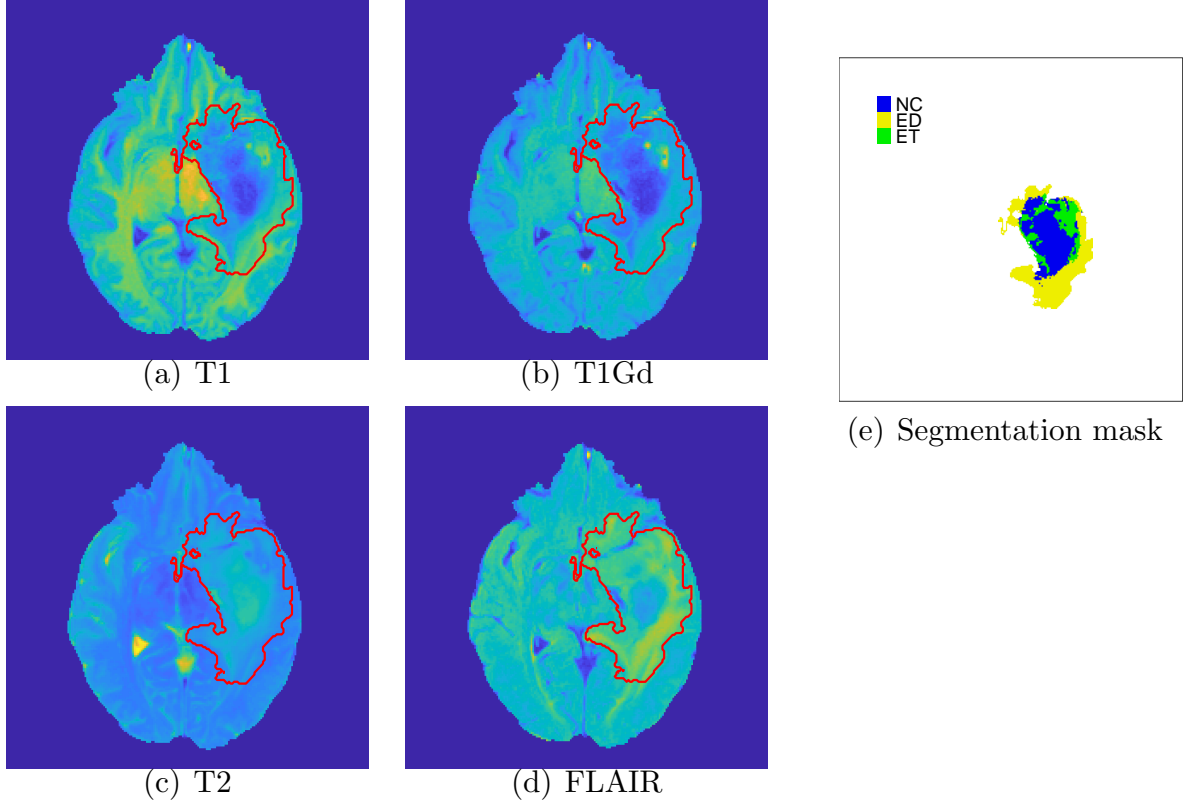 (a) T1
(b) T1Gd
NC
ED
ET
(e) Segmentation mask
(c) T2
(d) FLAIR